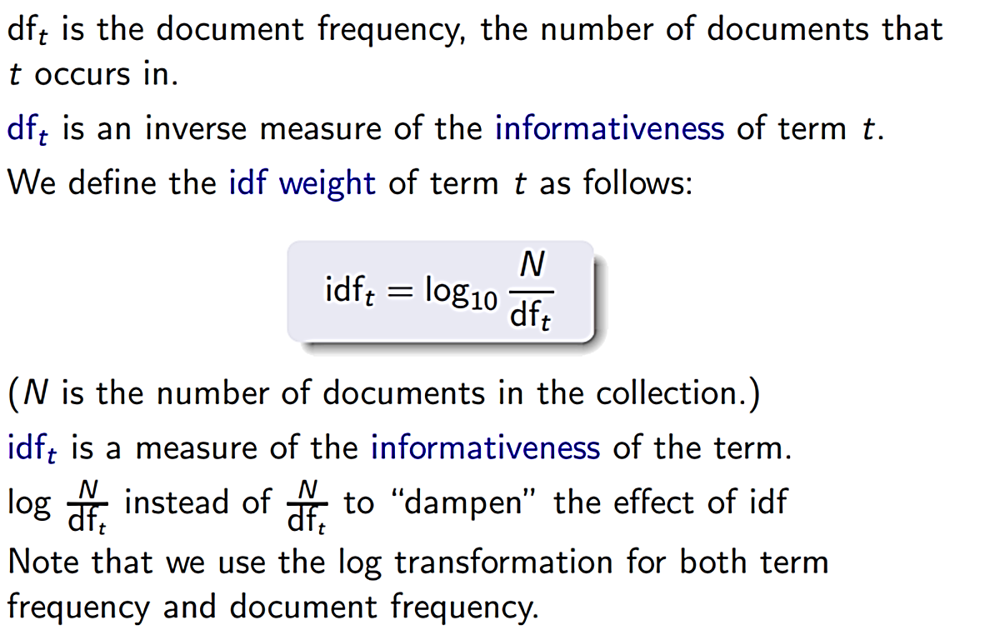 df_t is the document frequency, the number of documents that
t occurs in.
df_t is an inverse measure of the informativeness of term t.
We define the idf weight of term t as follows:
idf_t = log_10 N/df_t
(N is the number of documents in the collection.)
idf_t is a measure of the informativeness of the term.
log N/df_t instead of N/df_t to “dampen” the effect of idf
Note that we use the log transformation for both term
frequency and document frequency.